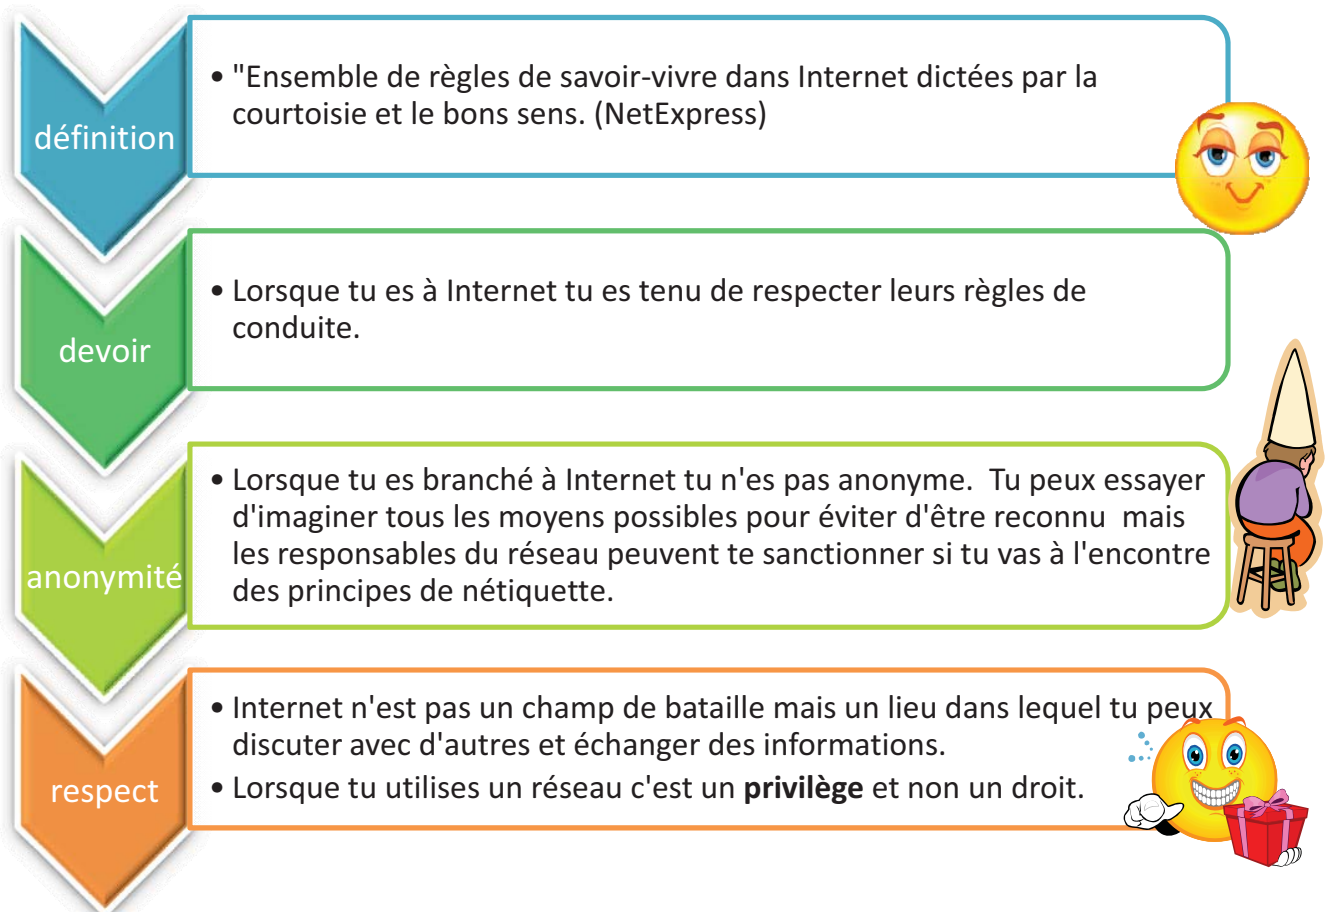 définition
• "Ensemble de règles de savoir-vivre dans Internet dictées par la
courtoisie et le bons sens. (NetExpress)
devoir
• Lorsque tu es à Internet tu es tenu de respecter leurs règles de
conduite.
anonymité
• Lorsque tu es branché à Internet tu n'es pas anonyme.  Tu peux essayer
d'imaginer tous les moyens possibles pour éviter d'être reconnu  mais
les responsables du réseau peuvent te sanctionner si tu vas à l'encontre
des principes de nétiquette.
respect
• Internet n'est pas un champ de bataille mais un lieu dans lequel tu peux
discuter avec d'autres et échanger des informations.
• Lorsque tu utilises un réseau c'est un privilège et non un droit.